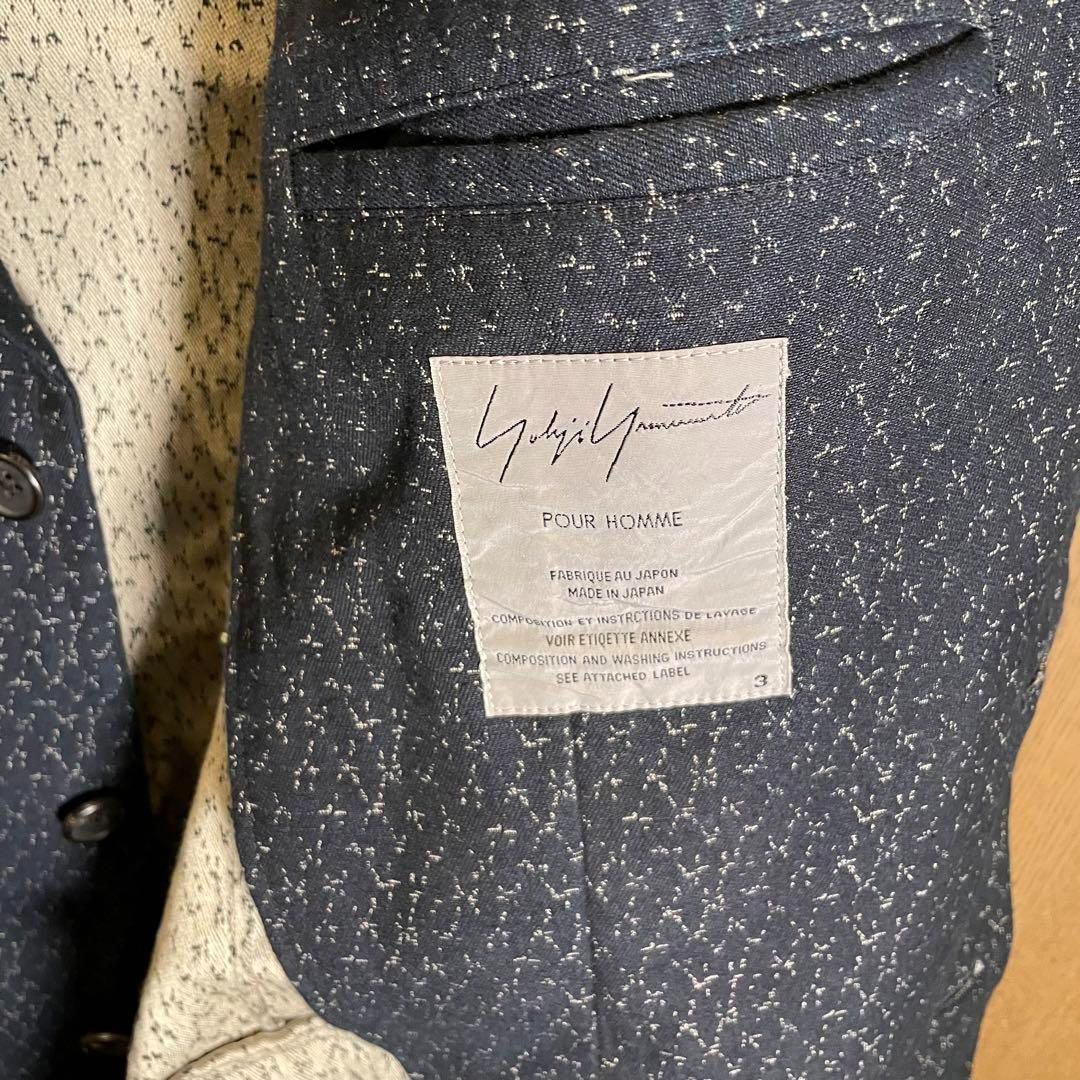 Yohji Yamamoto
POUR HOMME
FABRIQUE AU JAPON
MADE IN JAPAN
COMPOSITION ET INSTRCTIONS DE LAVAGE
VOIR ETIQETTE ANNEXE
COMPOSITION AND WASHING INSTRUCTIONS
SEE ATTACHED LABEL
3